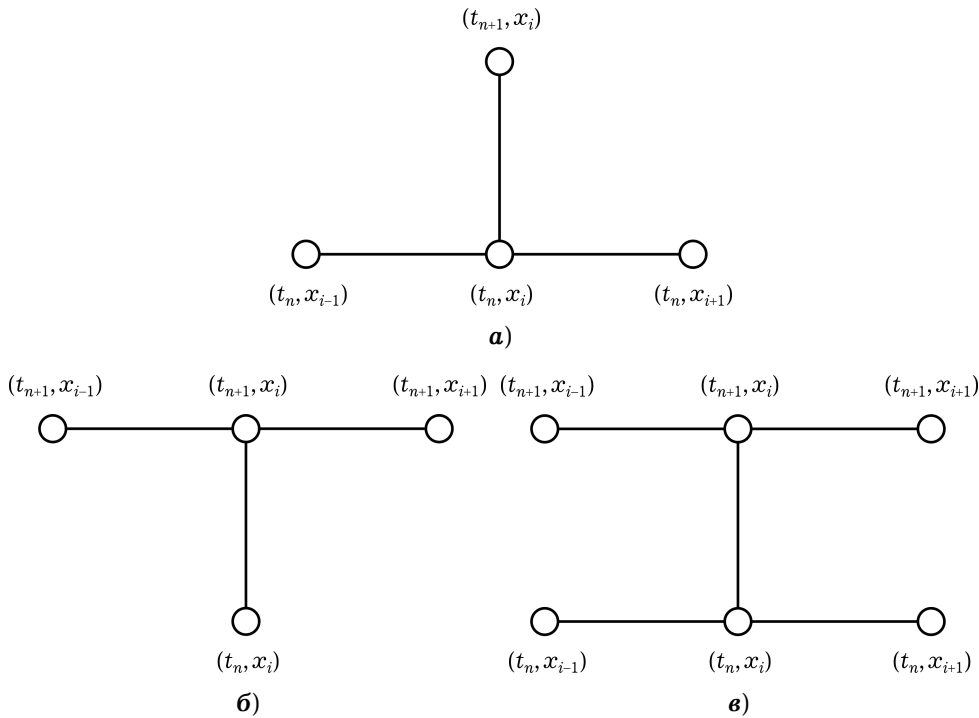 (t_{n+1}, x_i)
(t_n, x_{i-1}) (t_n, x_i) (t_n, x_{i+1})
а)
(t_{n+1}, x_{i-1}) (t_{n+1}, x_i) (t_{n+1}, x_{i+1}) (t_{n+1}, x_{i-1}) (t_{n+1}, x_i) (t_{n+1}, x_{i+1})
(t_n, x_i) (t_n, x_{i-1}) (t_n, x_i) (t_n, x_{i+1})
б) в)